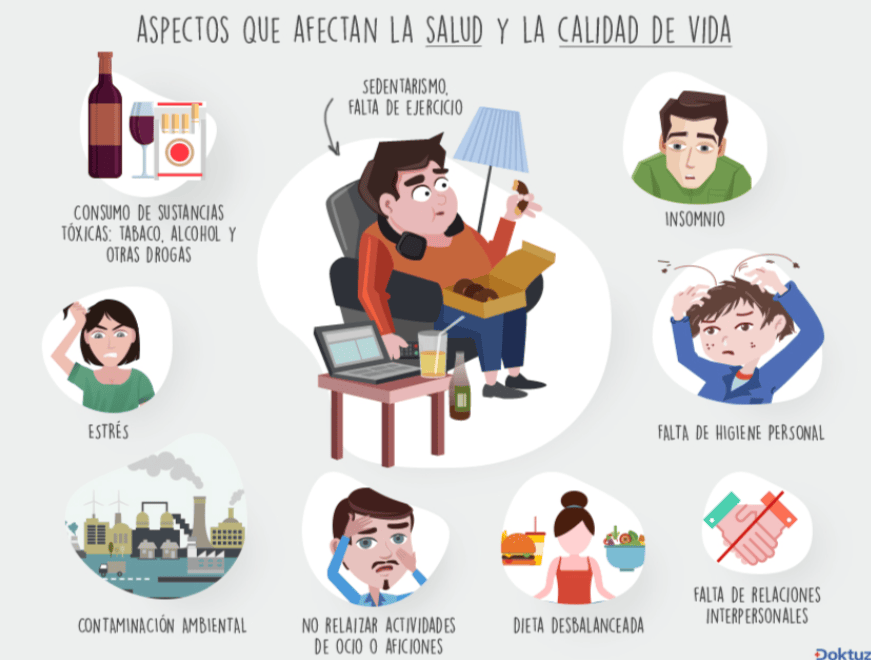 ASPECTOS QUE AFECTAN LA SALUD Y LA CALIDAD DE VIDA
SEDENTARISMO,
FALTA DE EJERCICIO
CONSUMO DE SUSTANCIAS
TÓXICAS: TABACO, ALCOHOL Y
OTRAS DROGAS
INSOMNIO
ESTRÉS
FALTA DE HIGIENE PERSONAL
CONTAMINACIÓN AMBIENTAL
NO RELAIZAR ACTIVIDADES
DE OCIO O AFICIONES
DIETA DESBALANCEADA
FALTA DE RELACIONES
INTERPERSONALES
Doktuz